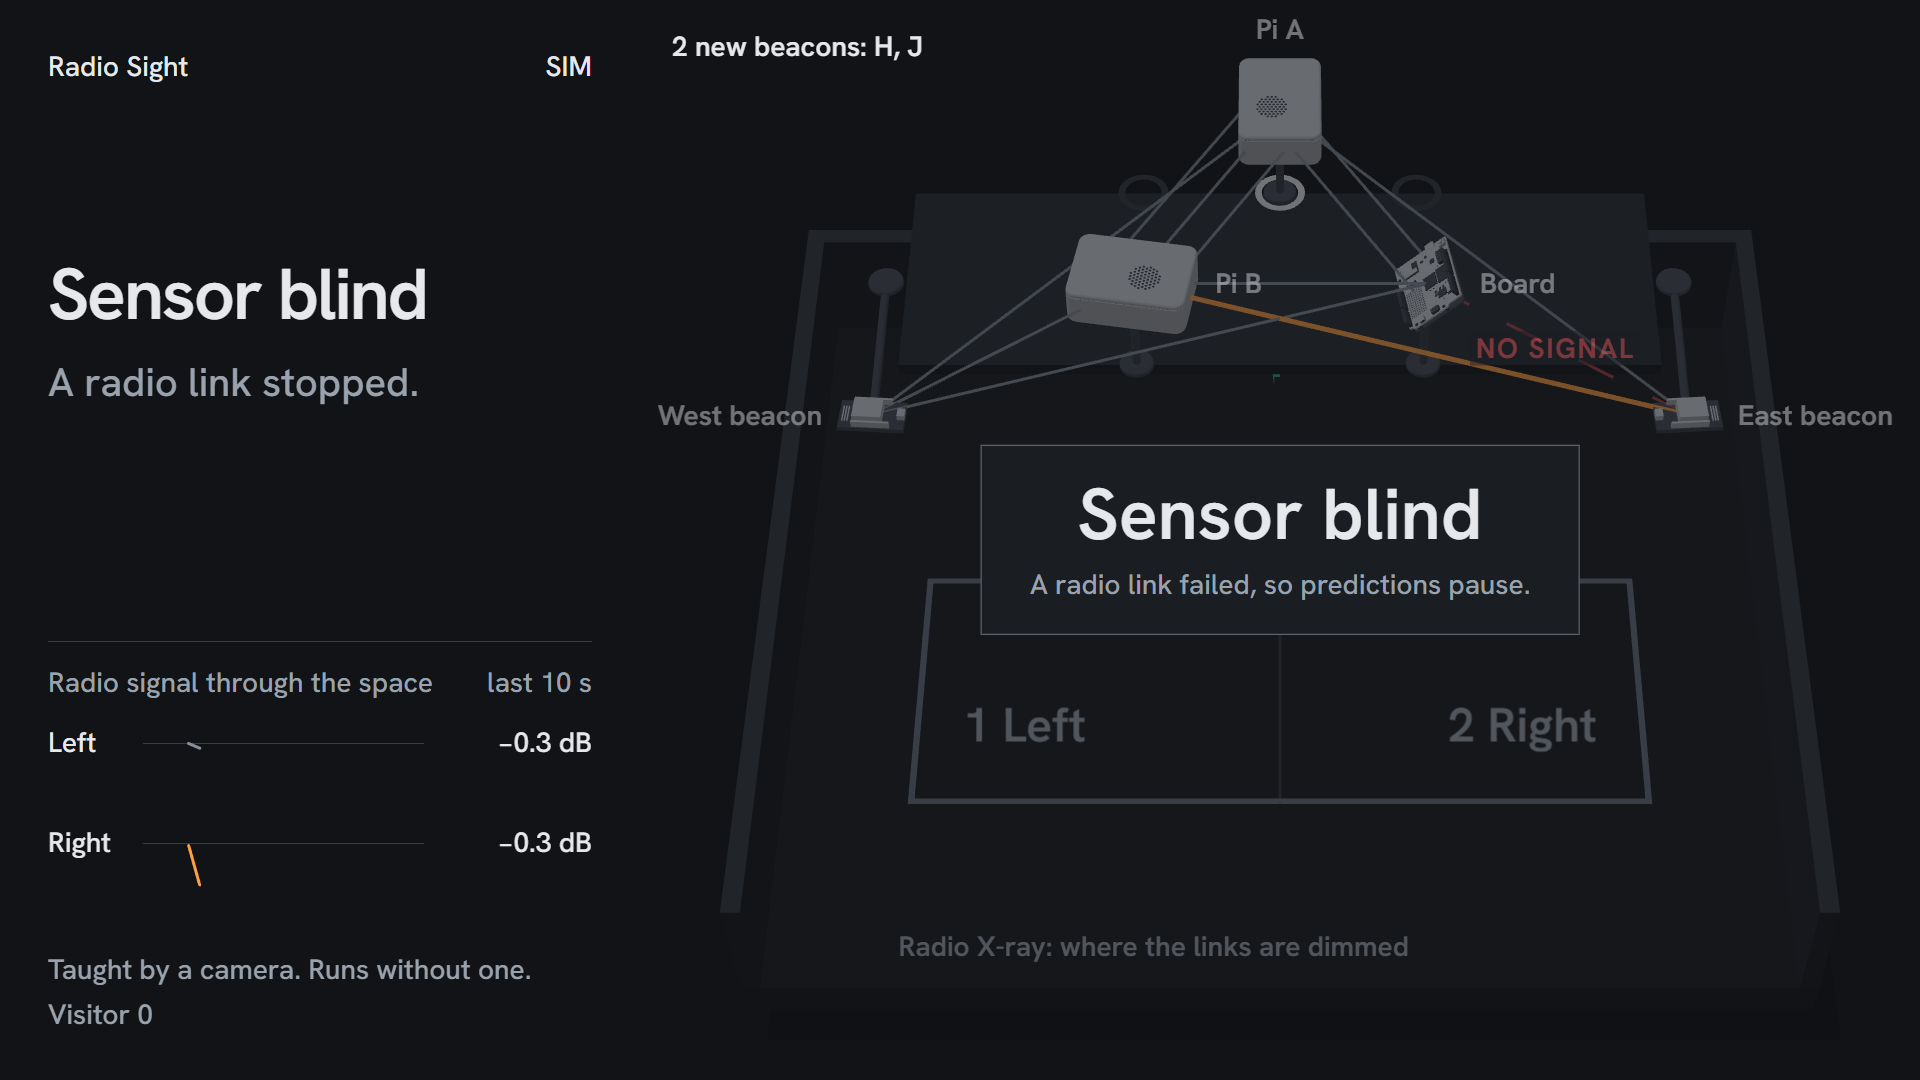 Radio Sight
SIM
Sensor blind
A radio link stopped.
Radio signal through the space
last 10 s
Left
−0.3 dB
Right
−0.3 dB
Taught by a camera. Runs without one.
Visitor 0
2 new beacons: H, J
Pi A
Pi B
Board
NO SIGNAL
West beacon
East beacon
Sensor blind
A radio link failed, so predictions pause.
1 Left
2 Right
Radio X-ray: where the links are dimmed